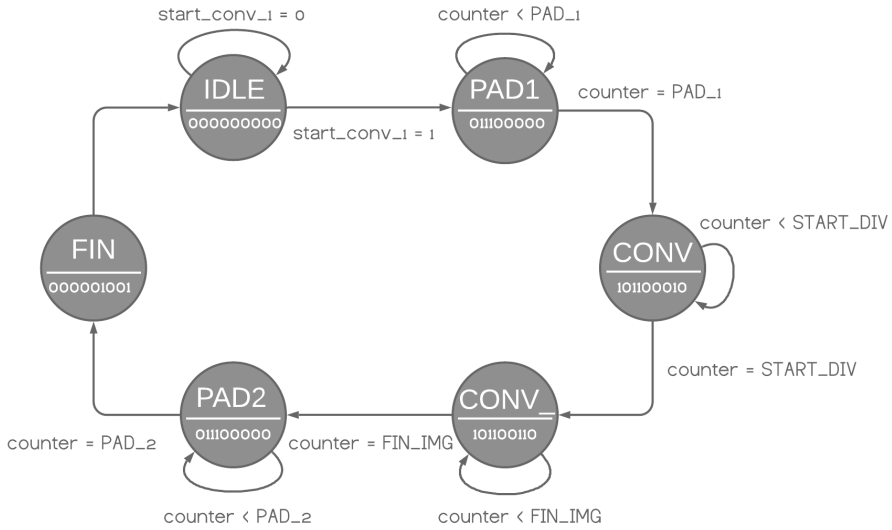 start_conv_1 = 0
counter < PAD_1
IDLE
000000000
PAD1
011100000
counter = PAD_1
start_conv_1 = 1
FIN
000001001
counter < START_DIV
CONV
101100010
counter = START_DIV
PAD2
011100000
CONV_
101100110
counter = PAD_2
counter = FIN_IMG
counter < PAD_2
counter < FIN_IMG